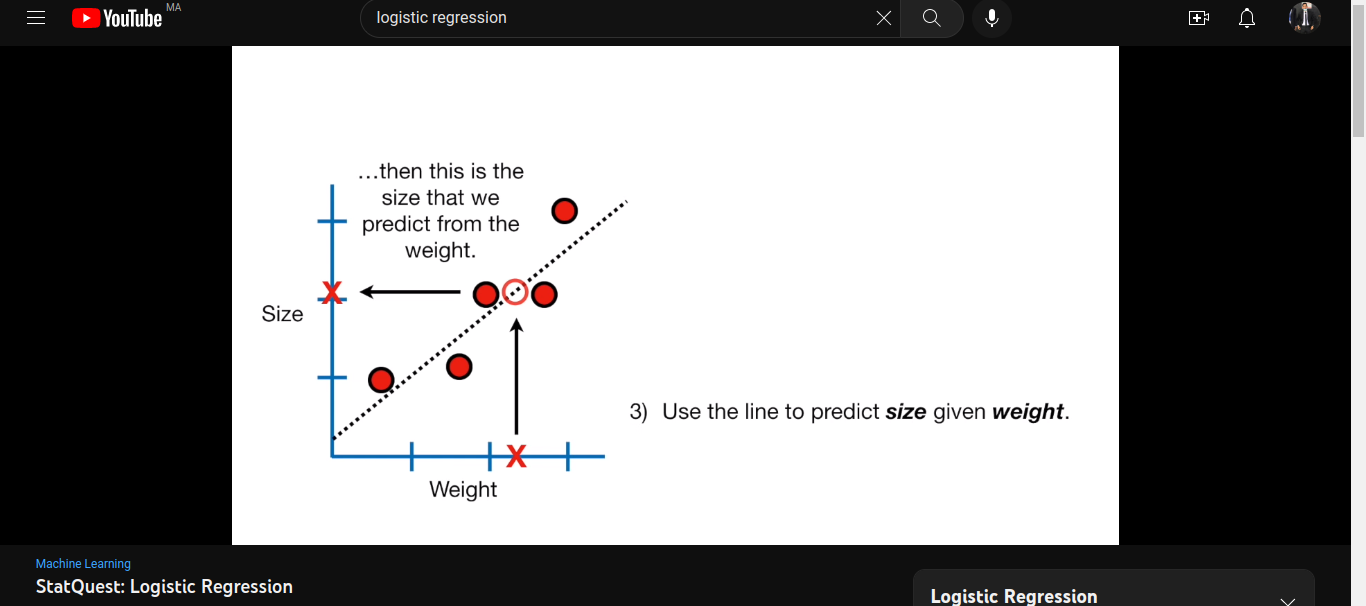 YouTube MA
logistic regression
…then this is the
size that we
predict from the
weight.
X
Size
3) Use the line to predict size given weight.
X
Weight
Machine Learning
StatQuest: Logistic Regression
Logistic Regression